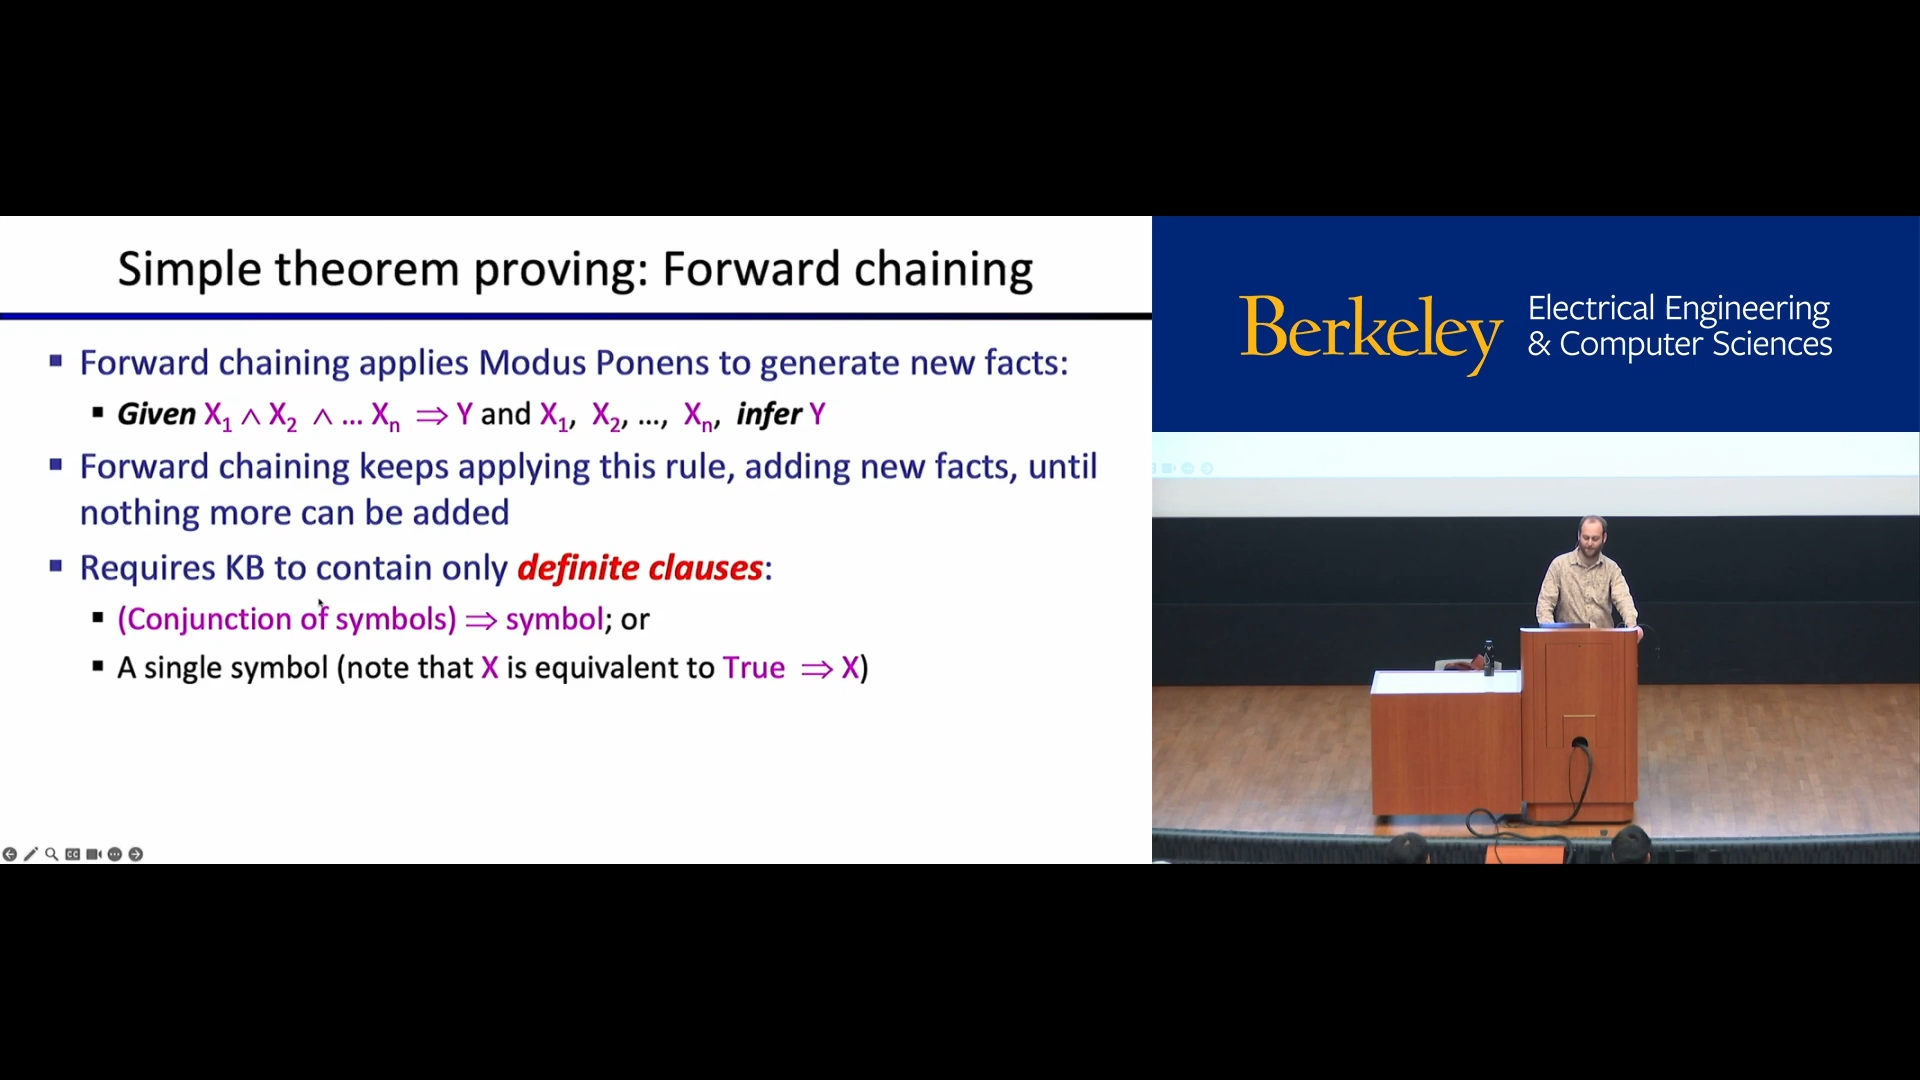 Simple theorem proving: Forward chaining
▪ Forward chaining applies Modus Ponens to generate new facts:
▪ Given X₁ ∧ X₂ ∧ … Xₙ ⇒ Y and X₁, X₂, …, Xₙ, infer Y
▪ Forward chaining keeps applying this rule, adding new facts, until
nothing more can be added
▪ Requires KB to contain only definite clauses:
▪ (Conjunction of symbols) ⇒ symbol; or
▪ A single symbol (note that X is equivalent to True ⇒ X)
Berkeley
Electrical Engineering
& Computer Sciences